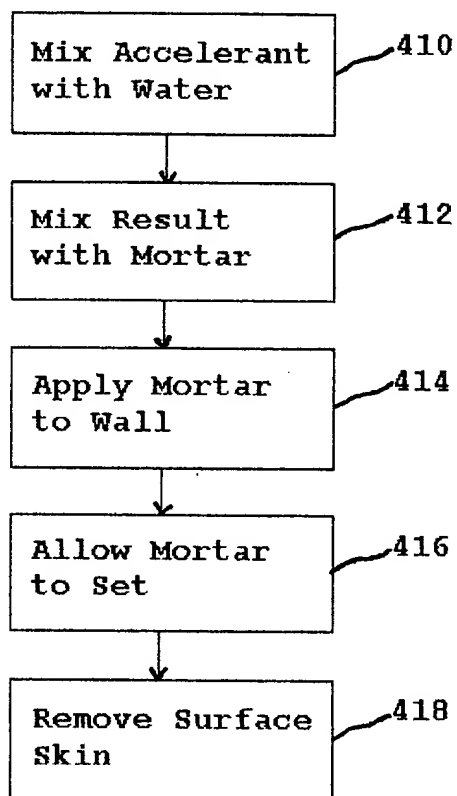 Mix Accelerant
with Water
410
Mix Result
with Mortar
412
Apply Mortar
to Wall
414
Allow Mortar
to Set
416
Remove Surface
Skin
418